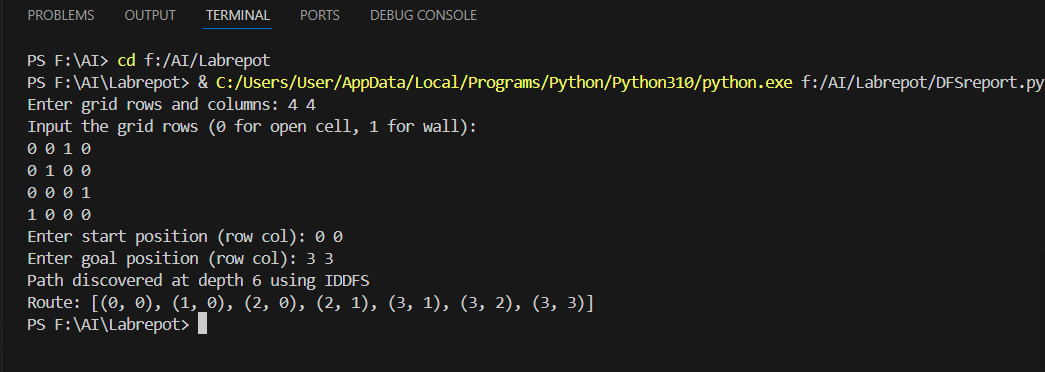 PROBLEMS OUTPUT TERMINAL PORTS DEBUG CONSOLE
PS F:\AI> cd f:/AI/Labrepot
PS F:\AI\Labrepot> & C:/Users/User/AppData/Local/Programs/Python/Python310/python.exe f:/AI/Labrepot/DFSreport.py
Enter grid rows and columns: 4 4
Input the grid rows (0 for open cell, 1 for wall):
0 0 1 0
0 1 0 0
0 0 0 1
1 0 0 0
Enter start position (row col): 0 0
Enter goal position (row col): 3 3
Path discovered at depth 6 using IDDFS
Route: [(0, 0), (1, 0), (2, 0), (2, 1), (3, 1), (3, 2), (3, 3)]
PS F:\AI\Labrepot>